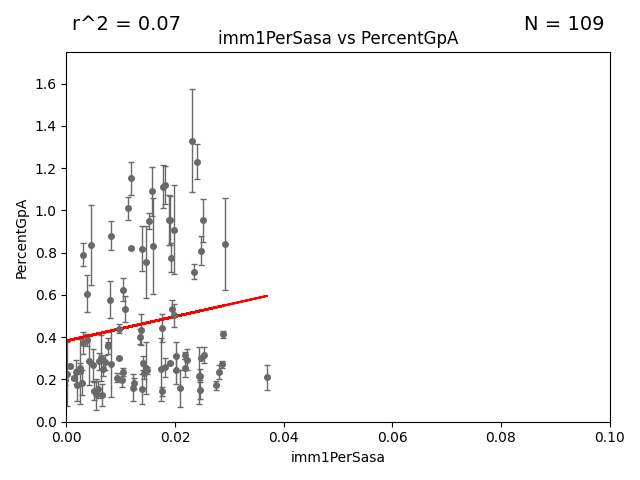 r^2 = 0.07
N = 109
imm1PerSasa vs PercentGpA
PercentGpA
1.6
1.4
1.2
1.0
0.8
0.6
0.4
0.2
0.0
0.00 0.02 0.04 0.06 0.08 0.10
imm1PerSasa